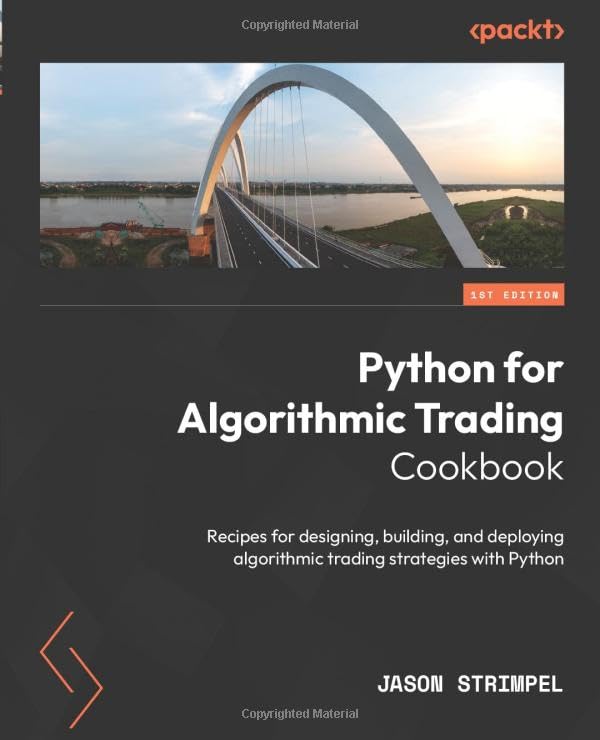 Copyrighted Material
<packt>
1ST EDITION
Python for
Algorithmic Trading
Cookbook
Recipes for designing, building, and deploying
algorithmic trading strategies with Python
JASON STRIMPEL
Copyrighted Material